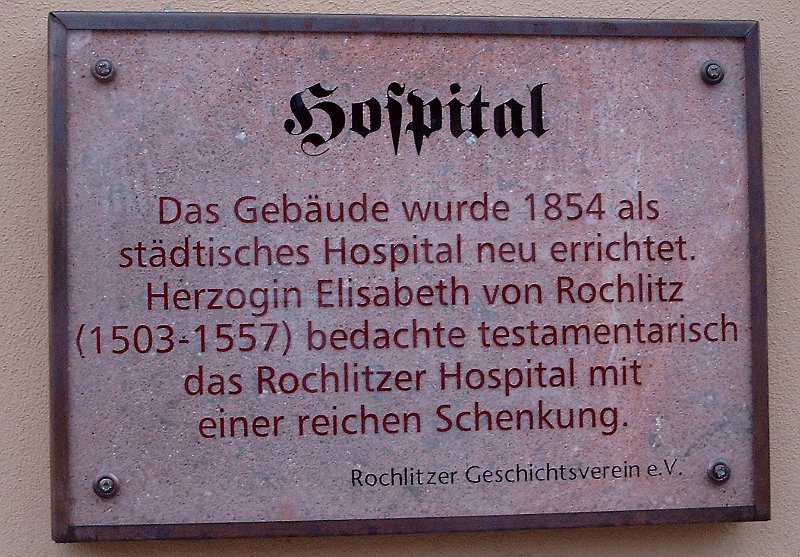 Hoſpital
Das Gebäude wurde 1854 als
städtisches Hospital neu errichtet.
Herzogin Elisabeth von Rochlitz
(1503-1557) bedachte testamentarisch
das Rochlitzer Hospital mit
einer reichen Schenkung.
Rochlitzer Geschichtsverein e.V.